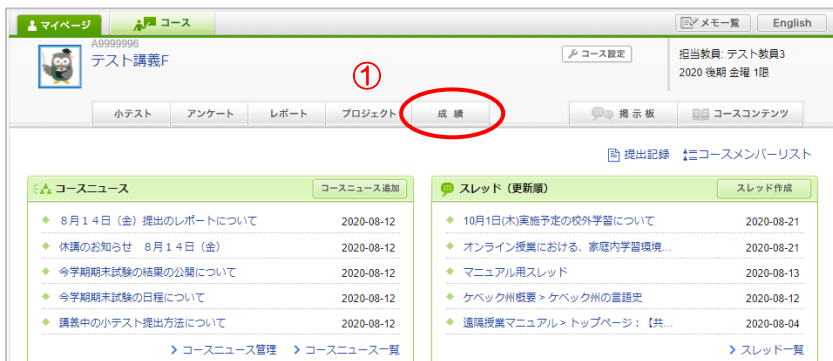 マイページ コース メモ一覧 English
A9999996
テスト講義F
コース設定
担当教員: テスト教員3
2020 後期 金曜 1限
①
小テスト アンケート レポート プロジェクト 成績 掲示板 コースコンテンツ
提出記録 コースメンバーリスト
コースニュース コースニュース追加
8月14日（金）提出のレポートについて 2020-08-12
休講のお知らせ 8月14日（金） 2020-08-12
今学期期末試験の結果の公開について 2020-08-12
今学期期末試験の日程について 2020-08-12
講義中の小テスト提出方法について 2020-08-12
コースニュース管理 コースニュース一覧
スレッド（更新順） スレッド作成
10月1日(木)実施予定の校外学習について 2020-08-21
オンライン授業における、家庭内学習環境... 2020-08-21
マニュアル用スレッド 2020-08-13
ケベック州概要 > ケベック州の言語史 2020-08-12
遠隔授業マニュアル > トップページ：【共... 2020-08-04
スレッド一覧